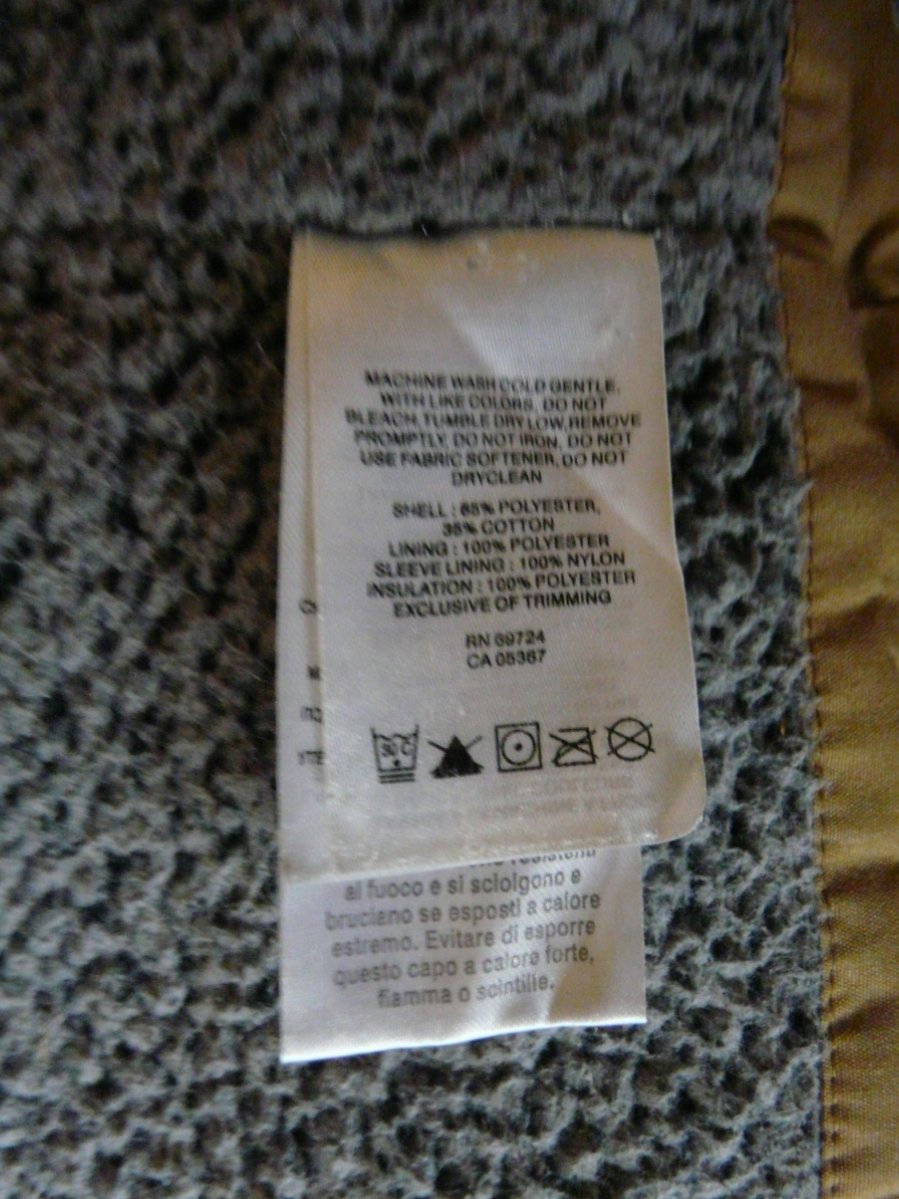 MACHINE WASH COLD GENTLE,
WITH LIKE COLORS, DO NOT
BLEACH, TUMBLE DRY LOW, REMOVE
PROMPTLY, DO NOT IRON, DO NOT
USE FABRIC SOFTENER, DO NOT
DRYCLEAN
SHELL : 65% POLYESTER,
35% COTTON
LINING : 100% POLYESTER
SLEEVE LINING : 100% NYLON
INSULATION : 100% POLYESTER
EXCLUSIVE OF TRIMMING
RN 69724
CA 05367
30°C
resistenti
al fuoco e si sciolgono e
bruciano se esposti a calore
estremo. Evitare di esporre
questo capo a calore forte,
fiamma o scintille.